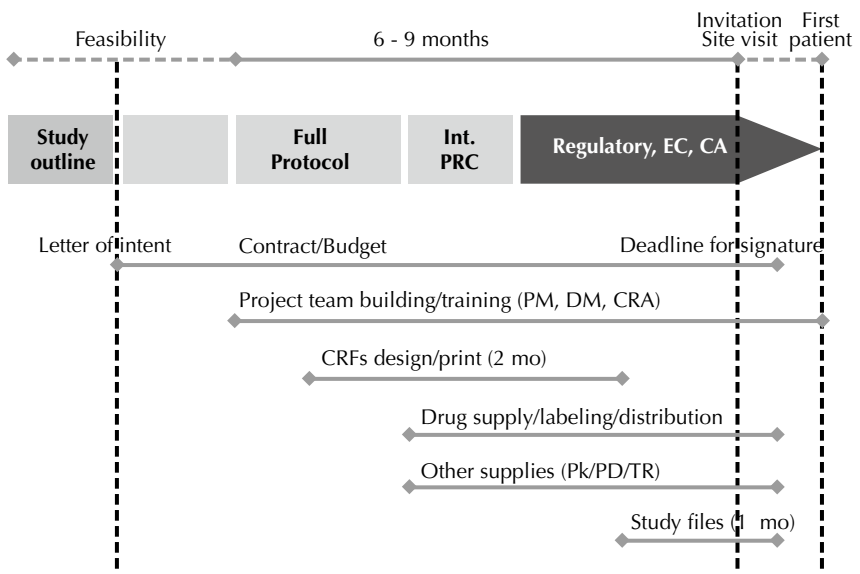 Feasibility
6 - 9 months
Invitation
Site visit
First
patient
Study
outline
Full
Protocol
Int.
PRC
Regulatory, EC, CA
Letter of intent
Contract/Budget
Deadline for signature
Project team building/training (PM, DM, CRA)
CRFs design/print (2 mo)
Drug supply/labeling/distribution
Other supplies (Pk/PD/TR)
Study files (1 mo)